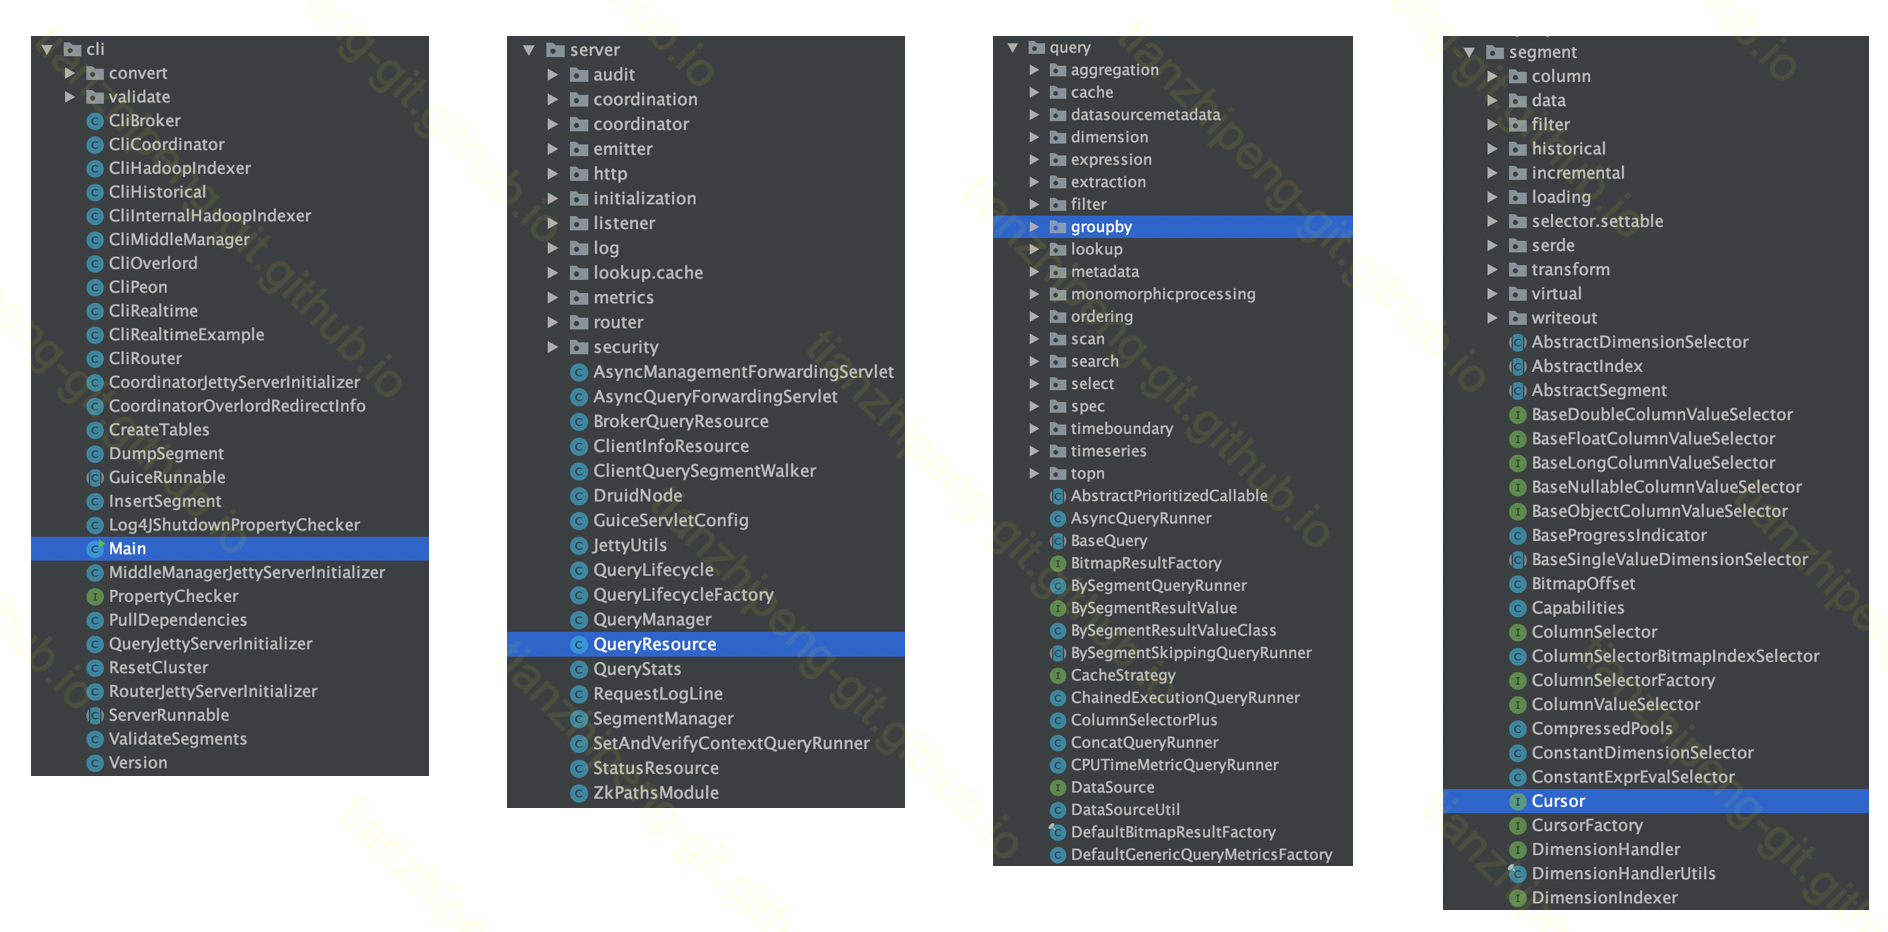 cli
convert
validate
CliBroker
CliCoordinator
CliHadoopIndexer
CliHistorical
CliInternalHadoopIndexer
CliMiddleManager
CliOverlord
CliPeon
CliRealtime
CliRealtimeExample
CliRouter
CoordinatorJettyServerInitializer
CoordinatorOverlordRedirectInfo
CreateTables
DumpSegment
GuiceRunnable
InsertSegment
Log4JShutdownPropertyChecker
Main
MiddleManagerJettyServerInitializer
PropertyChecker
PullDependencies
QueryJettyServerInitializer
ResetCluster
RouterJettyServerInitializer
ServerRunnable
ValidateSegments
Version
server
audit
coordination
coordinator
emitter
http
initialization
listener
log
lookup.cache
metrics
router
security
AsyncManagementForwardingServlet
AsyncQueryForwardingServlet
BrokerQueryResource
ClientInfoResource
ClientQuerySegmentWalker
DruidNode
GuiceServletConfig
JettyUtils
QueryLifecycle
QueryLifecycleFactory
QueryManager
QueryResource
QueryStats
RequestLogLine
SegmentManager
SetAndVerifyContextQueryRunner
StatusResource
ZkPathsModule
query
aggregation
cache
datasourcemetadata
dimension
expression
extraction
filter
groupby
lookup
metadata
monomorphicprocessing
ordering
scan
search
select
spec
timeboundary
timeseries
topn
AbstractPrioritizedCallable
AsyncQueryRunner
BaseQuery
BitmapResultFactory
BySegmentQueryRunner
BySegmentResultValue
BySegmentResultValueClass
BySegmentSkippingQueryRunner
CacheStrategy
ChainedExecutionQueryRunner
ColumnSelectorPlus
ConcatQueryRunner
CPUTimeMetricQueryRunner
DataSource
DataSourceUtil
DefaultBitmapResultFactory
DefaultGenericQueryMetricsFactory
segment
column
data
filter
historical
incremental
loading
selector.settable
serde
transform
virtual
writeout
AbstractDimensionSelector
AbstractIndex
AbstractSegment
BaseDoubleColumnValueSelector
BaseFloatColumnValueSelector
BaseLongColumnValueSelector
BaseNullableColumnValueSelector
BaseObjectColumnValueSelector
BaseProgressIndicator
BaseSingleValueDimensionSelector
BitmapOffset
Capabilities
ColumnSelector
ColumnSelectorBitmapIndexSelector
ColumnSelectorFactory
ColumnValueSelector
CompressedPools
ConstantDimensionSelector
ConstantExprEvalSelector
Cursor
CursorFactory
DimensionHandler
DimensionHandlerUtils
DimensionIndexer
tianzhipeng-git.github.io